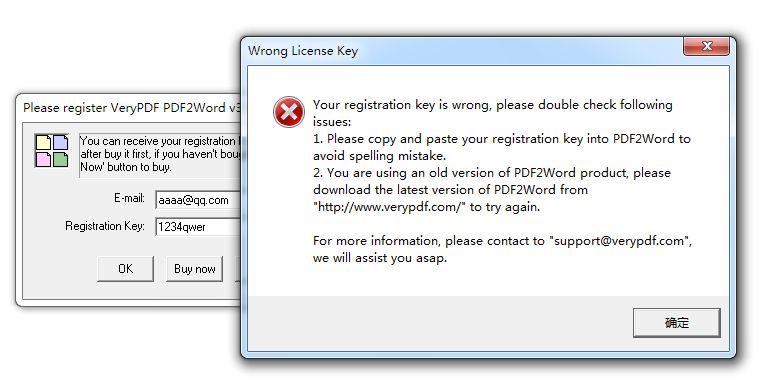 Wrong License Key
Your registration key is wrong, please double check following
issues:
1. Please copy and paste your registration key into PDF2Word to
avoid spelling mistake.
2. You are using an old version of PDF2Word product, please
download the latest version of PDF2Word from
"http://www.verypdf.com/" to try again.
For more information, please contact to "support@verypdf.com",
we will assist you asap.
确定
Please register VeryPDF PDF2Word v3
You can receive your registration
after buy it first, if you haven't
Now' button to buy.
E-mail:
aaaa@qq.com
Registration Key:
1234qwer
OK
Buy now